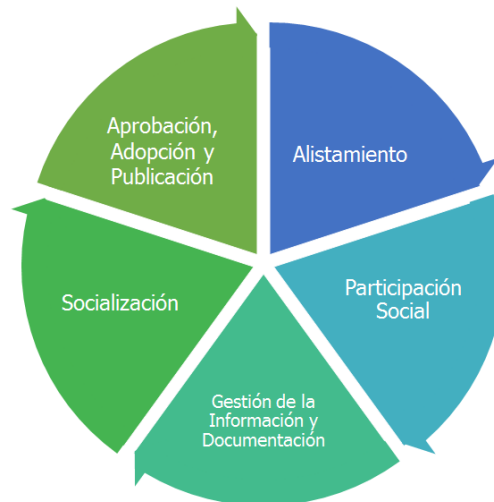 Alistamiento
Participación
Social
Gestión de la
Información y
Documentación
Socialización
Aprobación,
Adopción y
Publicación